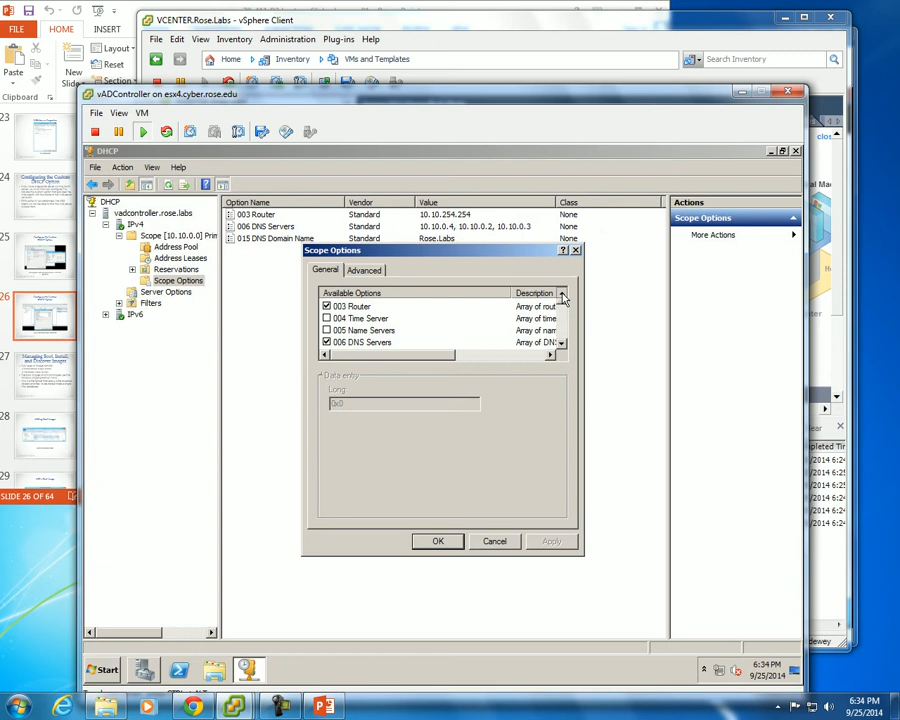 VCENTER.Rose.Labs - vSphere Client
FILE HOME INSERT
File Edit View Inventory Administration Plug-ins Help
Layout
Paste
New
Reset
Section
Home Inventory VMs and Templates
Search Inventory
Clipboard
vADController on esx4.cyber.rose.edu
File View VM
23
DHCP
File Action View Help
DHCP
vadcontroller.rose.labs
IPv4
Scope [10.10.0.0] Prim
Address Pool
Address Leases
Reservations
Scope Options
Server Options
Filters
IPv6
Option Name Vendor Value Class
003 Router Standard 10.10.254.254 None
006 DNS Servers Standard 10.10.0.4, 10.10.0.2, 10.10.0.3 None
015 DNS Domain Name Standard Rose.Labs None
Actions
Scope Options
More Actions
Scope Options
General Advanced
Available Options Description
003 Router Array of rout
004 Time Server Array of time
005 Name Servers Array of nam
006 DNS Servers Array of DNS
Data entry
Long:
0x0
OK Cancel Apply
25
26
28
29
SLIDE 26 OF 64
Start
6:34 PM
9/25/2014
6:34 PM
9/25/2014